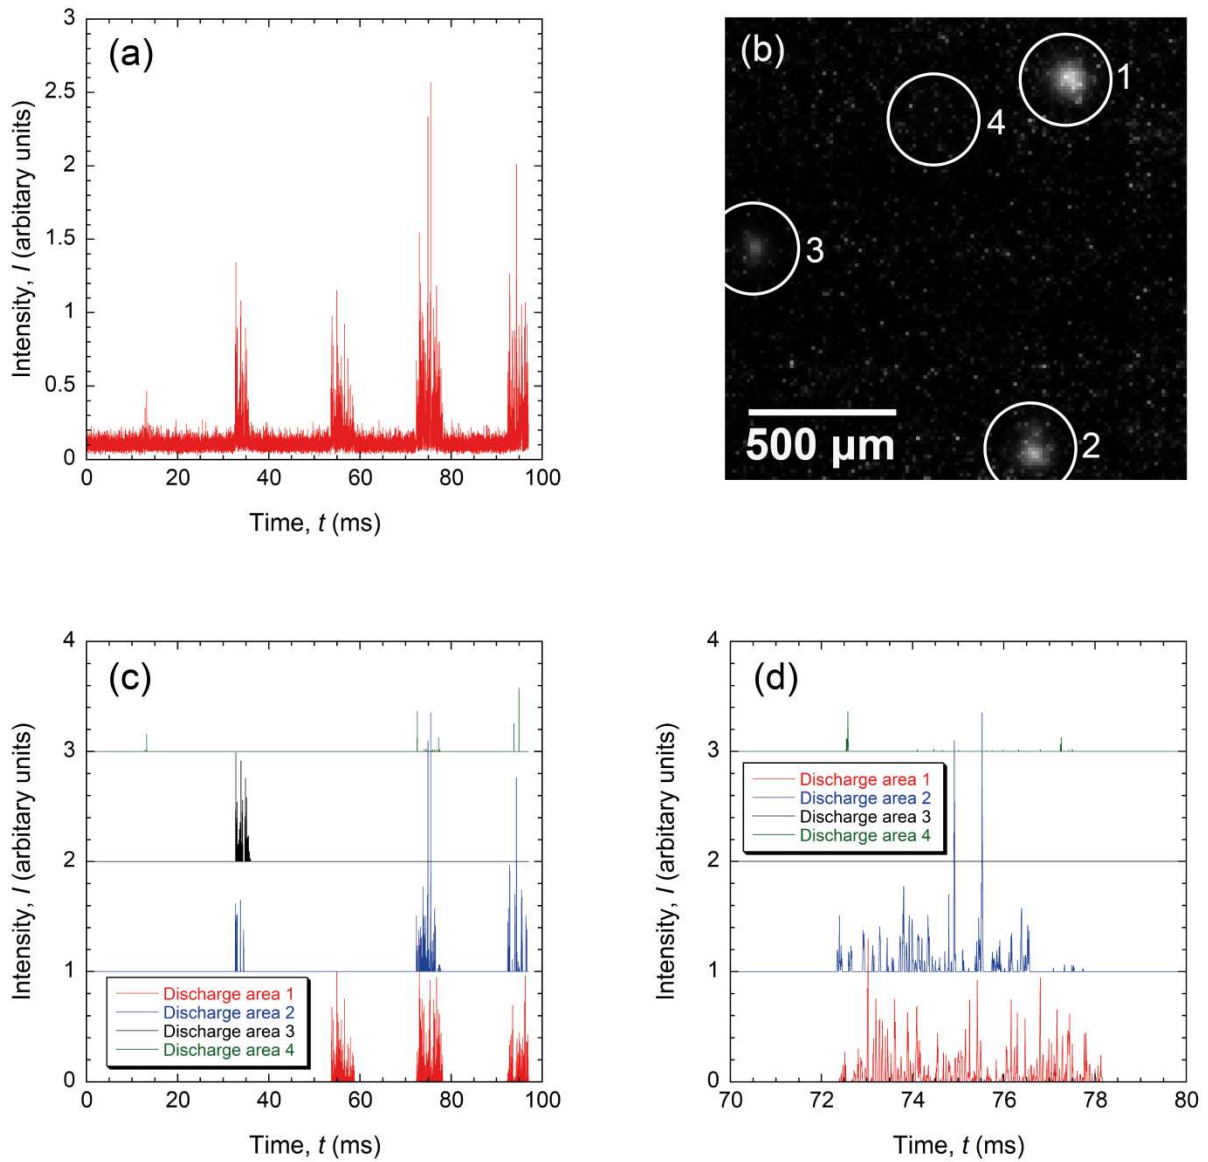 (a)
Intensity, I (arbitary units)
3
2.5
2
1.5
1
0.5
0
0 20 40 60 80 100
Time, t (ms)
(b)
1
4
3
2
500 µm
(c)
Intensity, I (arbitary units)
4
3
2
1
0
Discharge area 1
Discharge area 2
Discharge area 3
Discharge area 4
0 20 40 60 80 100
Time, t (ms)
(d)
Intensity, I (arbitary units)
4
3
2
1
0
Discharge area 1
Discharge area 2
Discharge area 3
Discharge area 4
70 72 74 76 78 80
Time, t (ms)